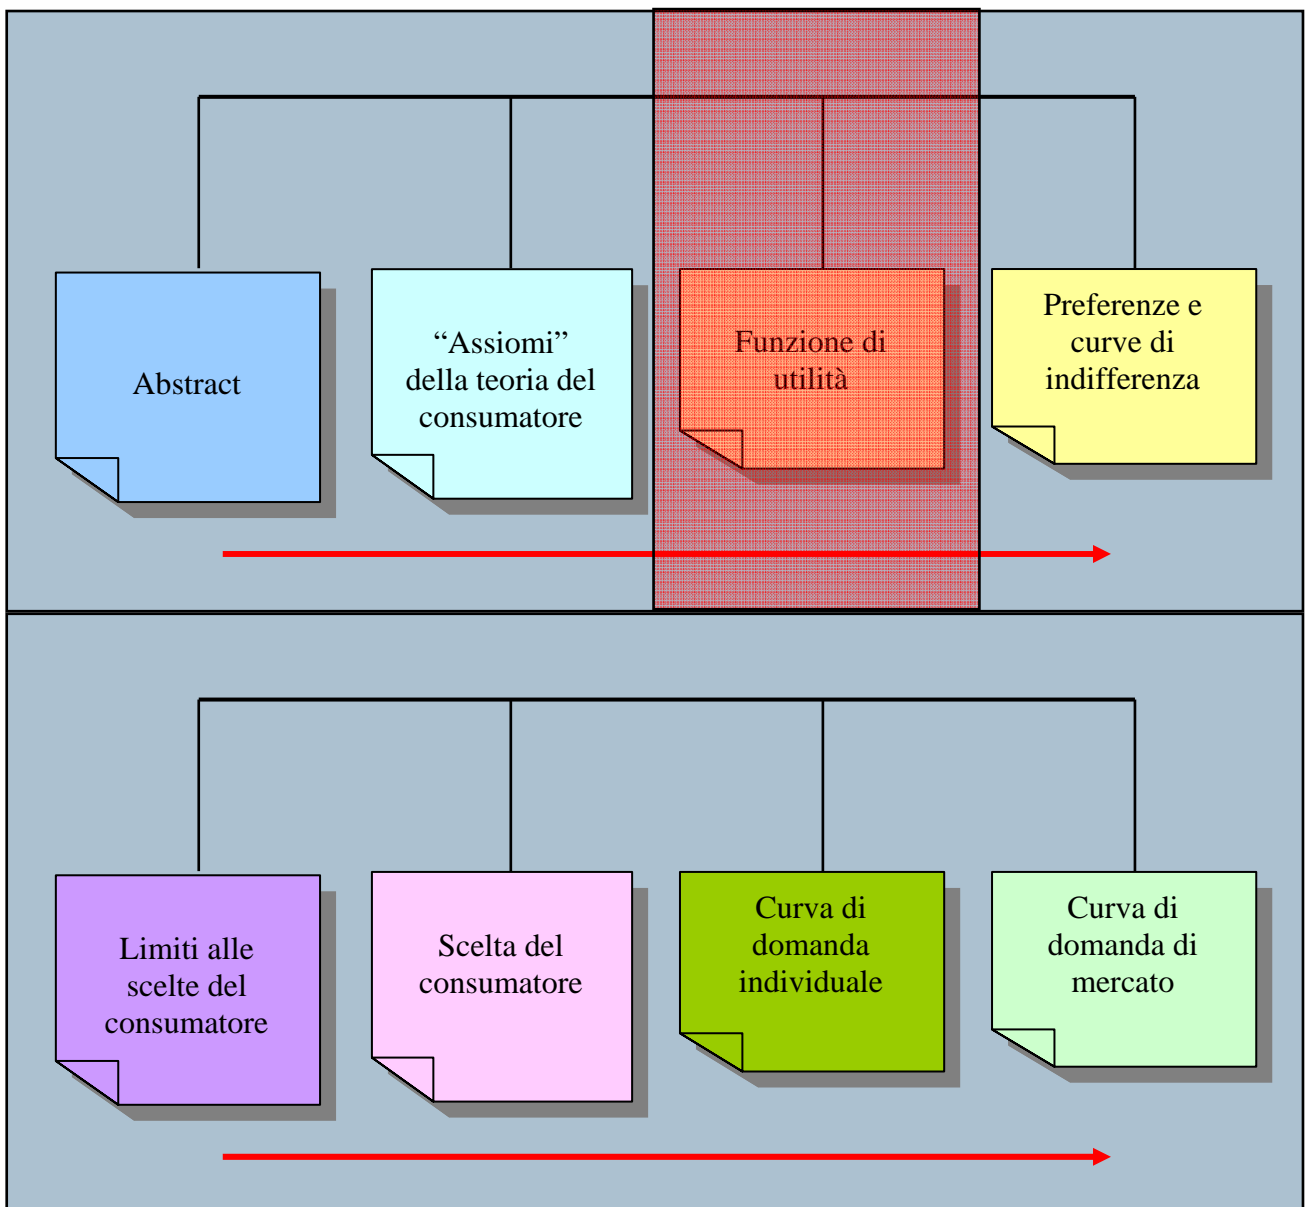 Abstract
“Assiomi”
della teoria del
consumatore
Funzione di
utilità
Preferenze e
curve di
indifferenza
Limiti alle
scelte del
consumatore
Scelta del
consumatore
Curva di
domanda
individuale
Curva di
domanda di
mercato